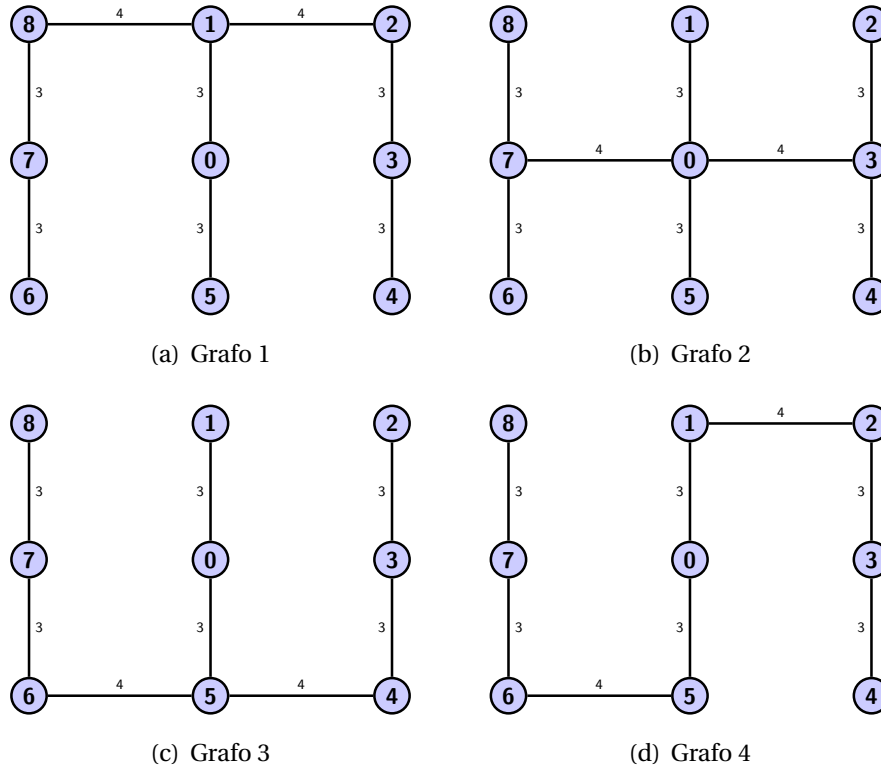 8 4 1 4 2 8 1 2
3 3 3 3 3 3
7 0 3 7 4 0 4 3
3 3 3 3 3 3
6 5 4 6 5 4
(a) Grafo 1 (b) Grafo 2
8 1 2 8 1 4 2
3 3 3 3 3 3
7 0 3 7 0 3
3 3 3 3 3 3
6 4 5 4 4 6 4 5 4
(c) Grafo 3 (d) Grafo 4